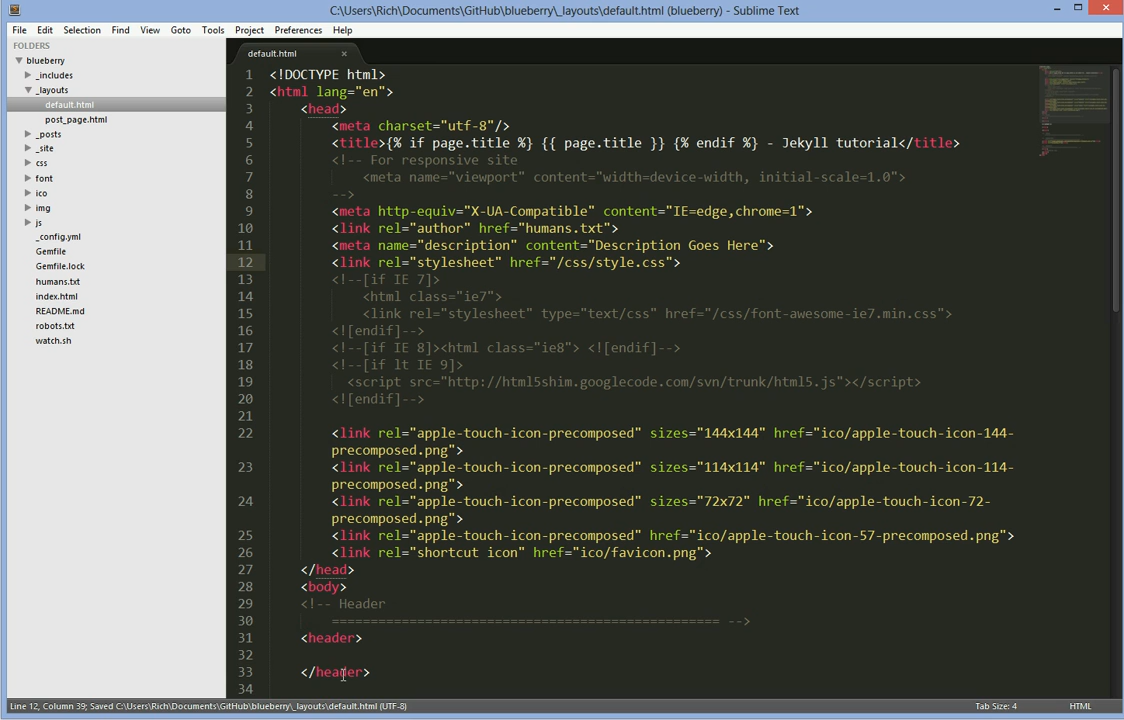 C:\Users\Rich\Documents\GitHub\blueberry\_layouts\default.html (blueberry) - Sublime Text
File Edit Selection Find View Goto Tools Project Preferences Help
FOLDERS
blueberry
_includes
_layouts
default.html
post_page.html
_posts
_site
css
font
ico
img
js
_config.yml
Gemfile
Gemfile.lock
humans.txt
index.html
README.md
robots.txt
watch.sh
default.html ×
1 <!DOCTYPE html>
2 <html lang="en">
3 <head>
4 <meta charset="utf-8"/>
5 <title>{% if page.title %} {{ page.title }} {% endif %} - Jekyll tutorial</title>
6 <!-- For responsive site
7 <meta name="viewport" content="width=device-width, initial-scale=1.0">
8 -->
9 <meta http-equiv="X-UA-Compatible" content="IE=edge,chrome=1">
10 <link rel="author" href="humans.txt">
11 <meta name="description" content="Description Goes Here">
12 <link rel="stylesheet" href="/css/style.css">
13 <!--[if IE 7]>
14 <html class="ie7">
15 <link rel="stylesheet" type="text/css" href="/css/font-awesome-ie7.min.css">
16 <![endif]-->
17 <!--[if IE 8]><html class="ie8"> <![endif]-->
18 <!--[if lt IE 9]>
19 <script src="http://html5shim.googlecode.com/svn/trunk/html5.js"></script>
20 <![endif]-->
21
22 <link rel="apple-touch-icon-precomposed" sizes="144x144" href="ico/apple-touch-icon-144-
precomposed.png">
23 <link rel="apple-touch-icon-precomposed" sizes="114x114" href="ico/apple-touch-icon-114-
precomposed.png">
24 <link rel="apple-touch-icon-precomposed" sizes="72x72" href="ico/apple-touch-icon-72-
precomposed.png">
25 <link rel="apple-touch-icon-precomposed" href="ico/apple-touch-icon-57-precomposed.png">
26 <link rel="shortcut icon" href="ico/favicon.png">
27 </head>
28 <body>
29 <!-- Header
30 ================================================== -->
31 <header>
32
33 </header>
34
Line 12, Column 39; Saved C:\Users\Rich\Documents\GitHub\blueberry\_layouts\default.html (UTF-8) Tab Size: 4 HTML